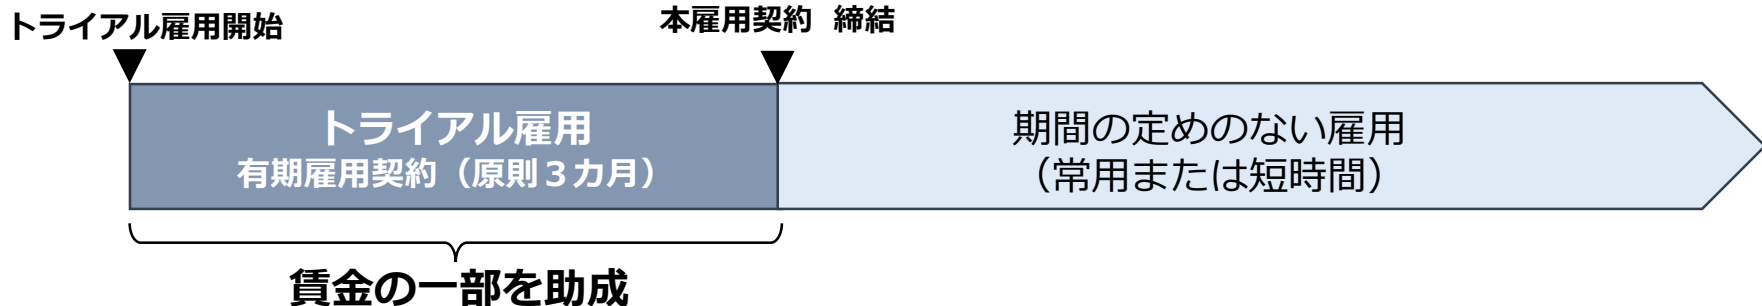 トライアル雇用開始
本雇用契約 締結
トライアル雇用
有期雇用契約（原則３カ月）
期間の定めのない雇用
（常用または短時間）
賃金の一部を助成